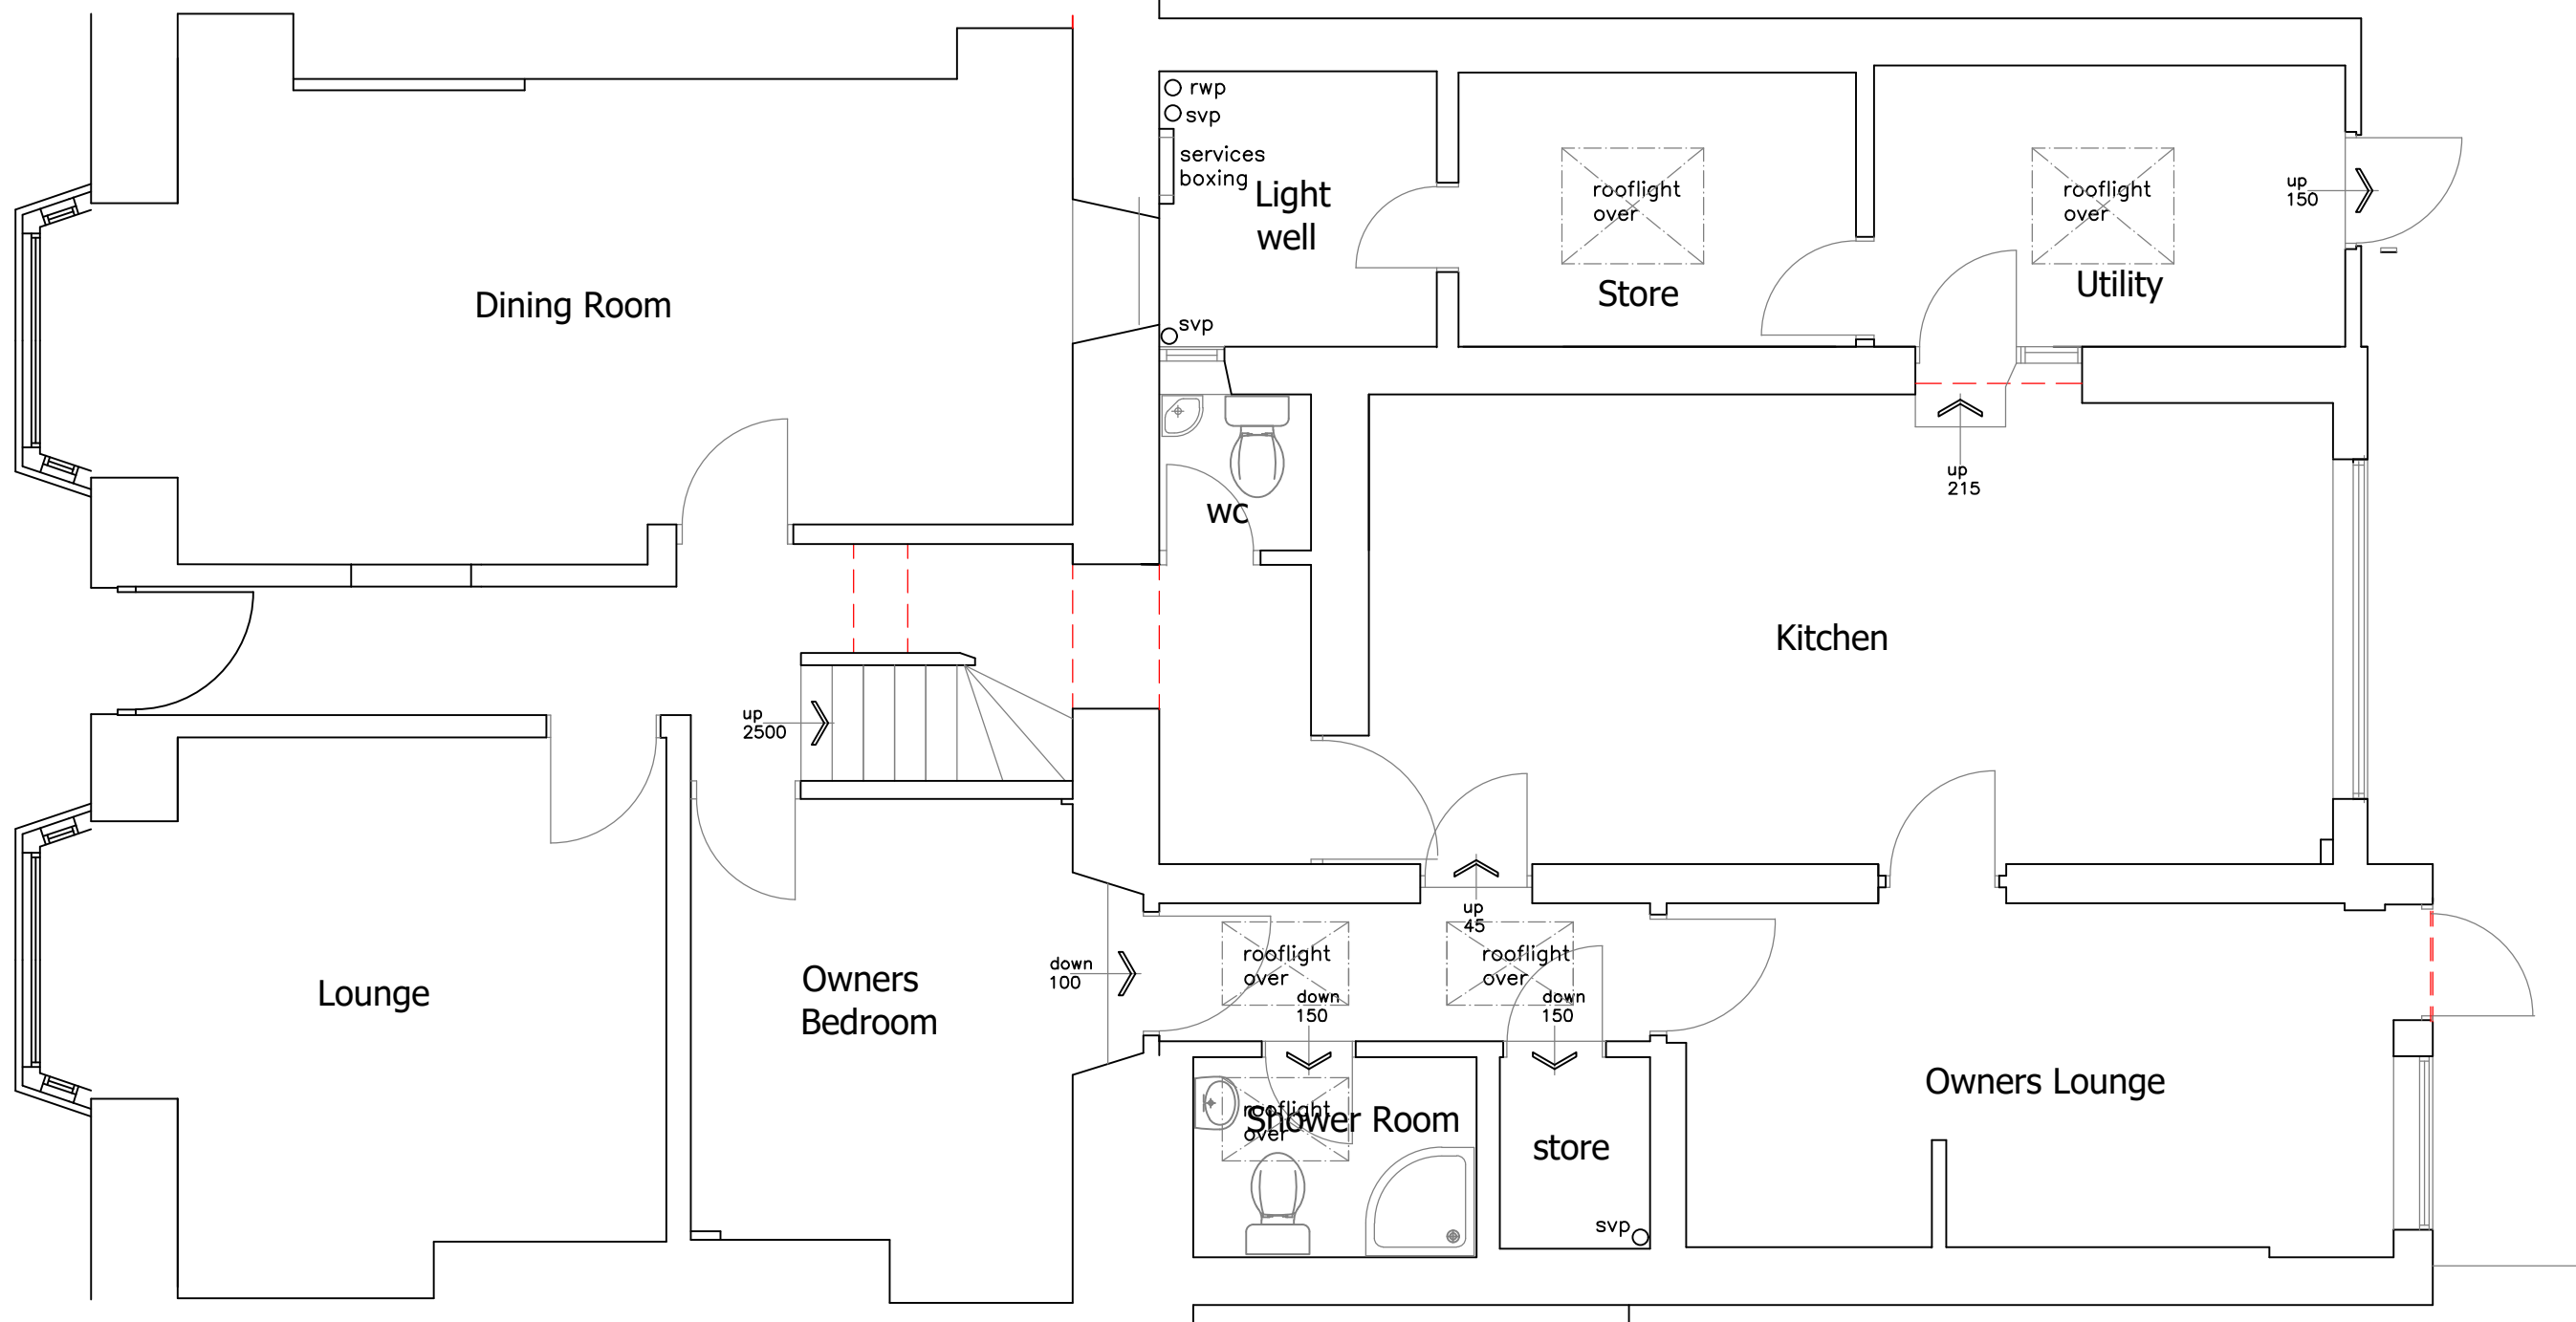 rwp
svp
services
boxing
Light
well
rooflight
over
Store
rooflight
over
Utility
up
150
Dining Room
svp
wc
up
215
Kitchen
up
2500
Lounge
Owners
Bedroom
down
100
rooflight
over
down
150
up
45
rooflight
over
down
150
rooflight
over
Shower Room
store
svp
Owners Lounge